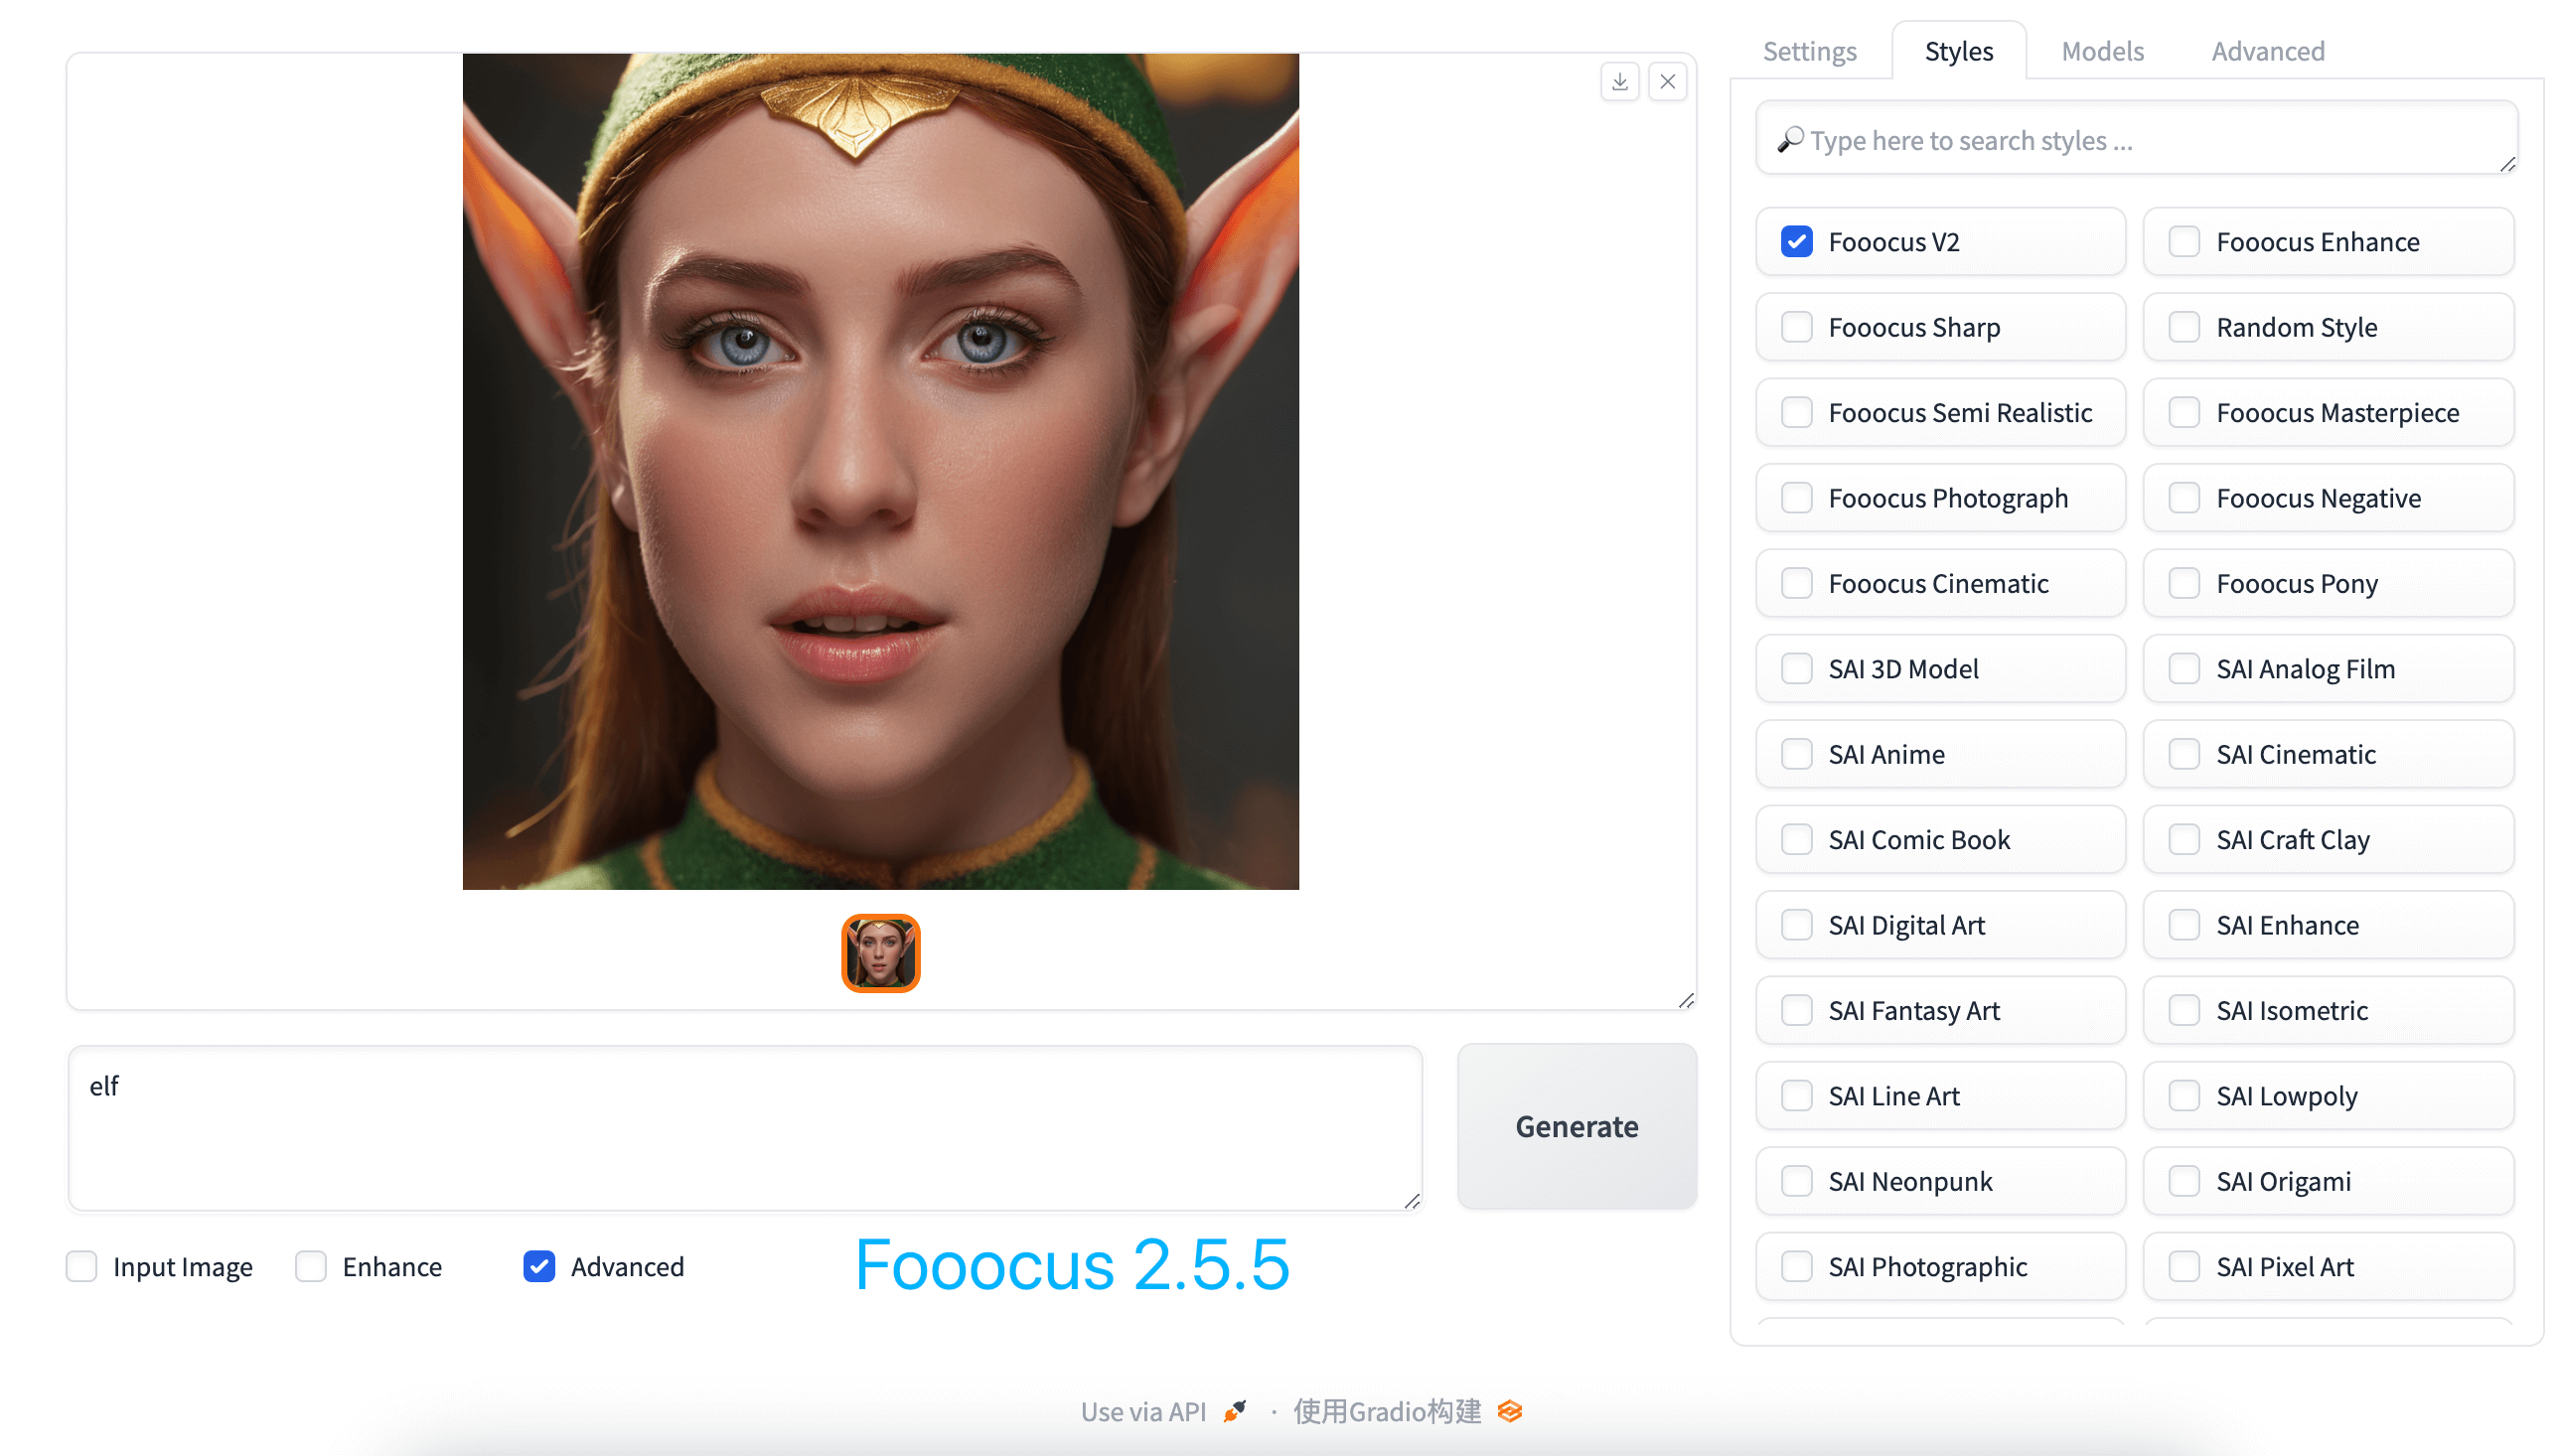 Settings Styles Models Advanced
🔎 Type here to search styles ...
Fooocus V2 Fooocus Enhance
Fooocus Sharp Random Style
Fooocus Semi Realistic Fooocus Masterpiece
Fooocus Photograph Fooocus Negative
Fooocus Cinematic Fooocus Pony
SAI 3D Model SAI Analog Film
SAI Anime SAI Cinematic
SAI Comic Book SAI Craft Clay
SAI Digital Art SAI Enhance
SAI Fantasy Art SAI Isometric
SAI Line Art SAI Lowpoly
SAI Neonpunk SAI Origami
SAI Photographic SAI Pixel Art
elf
Generate
Input Image Enhance Advanced
Fooocus 2.5.5
Use via API · 使用Gradio构建